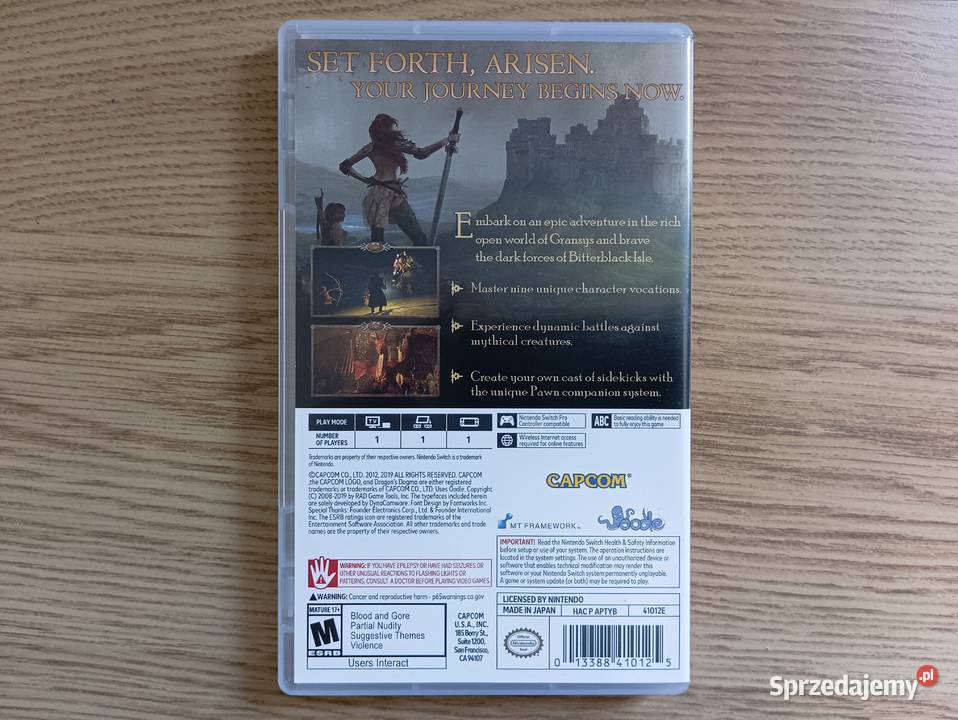 SET FORTH, ARISEN.
YOUR JOURNEY BEGINS NOW.
Embark on an epic adventure in the rich
open world of Gransys and brave
the dark forces of Bitterblack Isle.
Master nine unique character vocations.
Experience dynamic battles against
mythical creatures.
Create your own cast of sidekicks with
the unique Pawn companion system.
PLAY MODE
TV
NUMBER
OF PLAYERS
1 1 1
Nintendo Switch Pro
Controller compatible
ABC
Basic reading ability is needed
to fully enjoy this game
Wireless Internet access
required for online features
Trademarks are property of their respective owners. Nintendo Switch is a trademark
of Nintendo.
©CAPCOM CO., LTD. 2012, 2019 ALL RIGHTS RESERVED. CAPCOM
,the CAPCOM LOGO, and Dragon's Dogma are either registered
trademarks or trademarks of CAPCOM CO., LTD. Uses Oodle. Copyright
(C) 2008-2019 by RAD Game Tools, Inc. The typefaces included herein
are solely developed by DynaComware. Font Design by Fontworks Inc.
Special Thanks: Founder Electronics Corp., Ltd. & Founder International
Inc. The ESRB ratings icon are registered trademarks of the
Entertainment Software Association. All other trademarks and trade
names are the property of their respective owners.
CAPCOM®
MT FRAMEWORK™
Oodle
IMPORTANT! Read the Nintendo Switch Health & Safety Information
before setup or use of your system. The operation instructions are
located in the system settings. The use of an unauthorized device or
software that enables technical modification may render this
software or your Nintendo Switch system permanently unplayable.
A game or system update (or both) may be required to play.
WARNING: IF YOU HAVE EPILEPSY OR HAVE HAD SEIZURES OR
OTHER UNUSUAL REACTIONS TO FLASHING LIGHTS OR
PATTERNS, CONSULT A DOCTOR BEFORE PLAYING VIDEO GAMES.
WARNING: Cancer and reproductive harm - p65warnings.ca.gov
MATURE 17+
M
ESRB
Blood and Gore
Partial Nudity
Suggestive Themes
Violence
Users Interact
CAPCOM
U.S.A., INC.
185 Berry St.,
Suite 1200,
San Francisco,
CA 94107
LICENSED BY NINTENDO
MADE IN JAPAN HAC P APTYB 41012E
Official
Nintendo
Seal
0 13388 41012 5
Sprzedajemy.pl